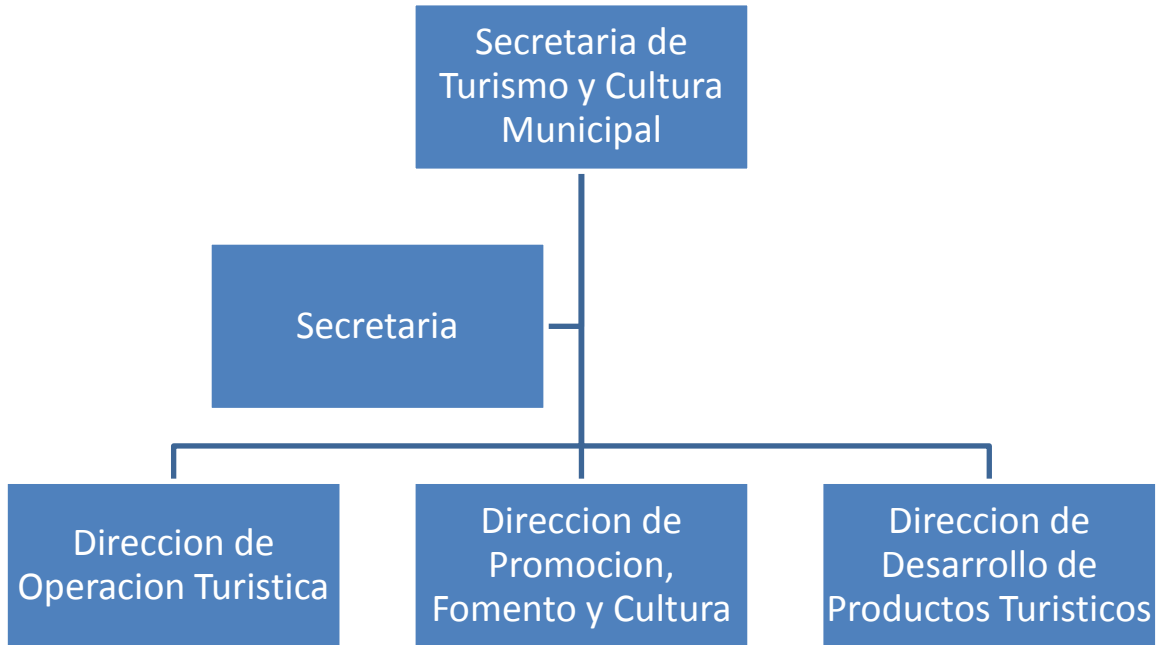 Secretaria de
Turismo y Cultura
Municipal
Secretaria
Direccion de
Operacion Turistica
Direccion de
Promocion,
Fomento y Cultura
Direccion de
Desarrollo de
Productos Turisticos